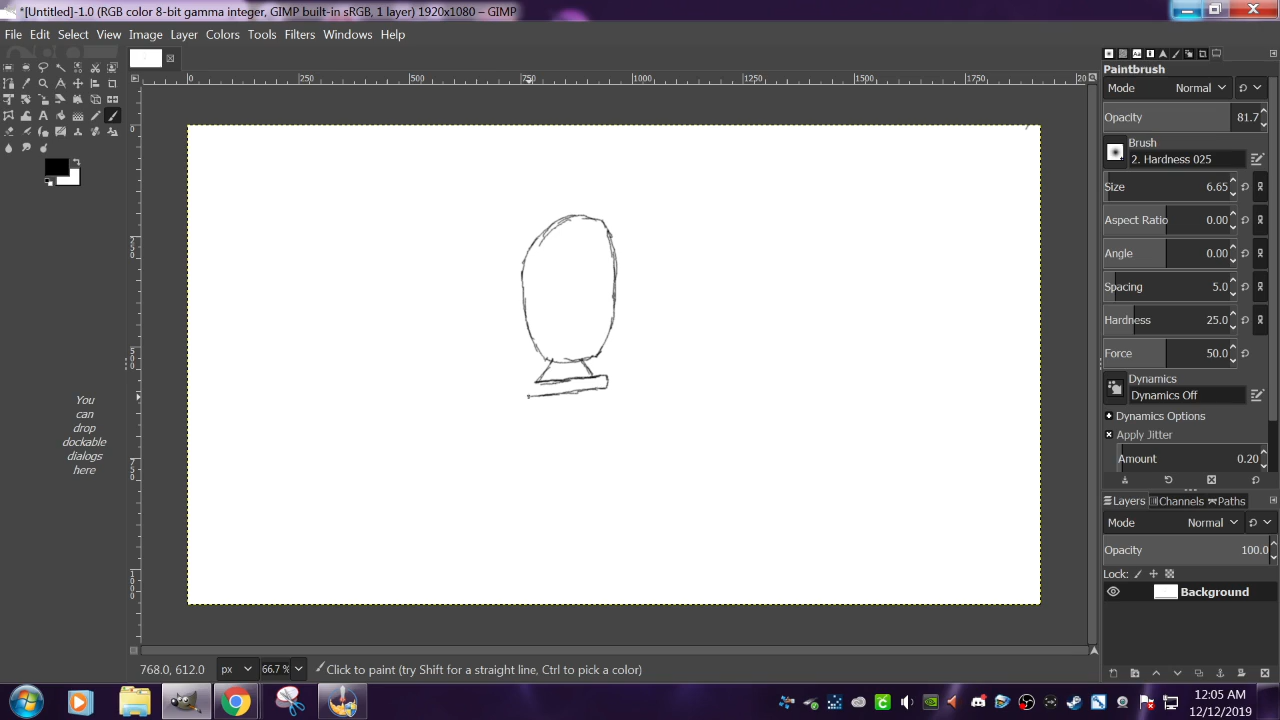 *[Untitled]-1.0 (RGB color 8-bit gamma integer, GIMP built-in sRGB, 1 layer) 1920x1080 – GIMP
File Edit Select View Image Layer Colors Tools Filters Windows Help
0 250 500 750 1000 1250 1500 1750 20
0
250
500
750
1000
You
can
drop
dockable
dialogs
here
Paintbrush
Mode Normal
Opacity 81.7
Brush
2. Hardness 025
Size 6.65
Aspect Ratio 0.00
Angle 0.00
Spacing 5.0
Hardness 25.0
Force 50.0
Dynamics
Dynamics Off
Dynamics Options
Apply Jitter
Amount 0.20
Layers Channels Paths
Mode Normal
Opacity 100.0
Lock:
Background
768.0, 612.0 px 66.7 % Click to paint (try Shift for a straight line, Ctrl to pick a color)
12:05 AM
12/12/2019